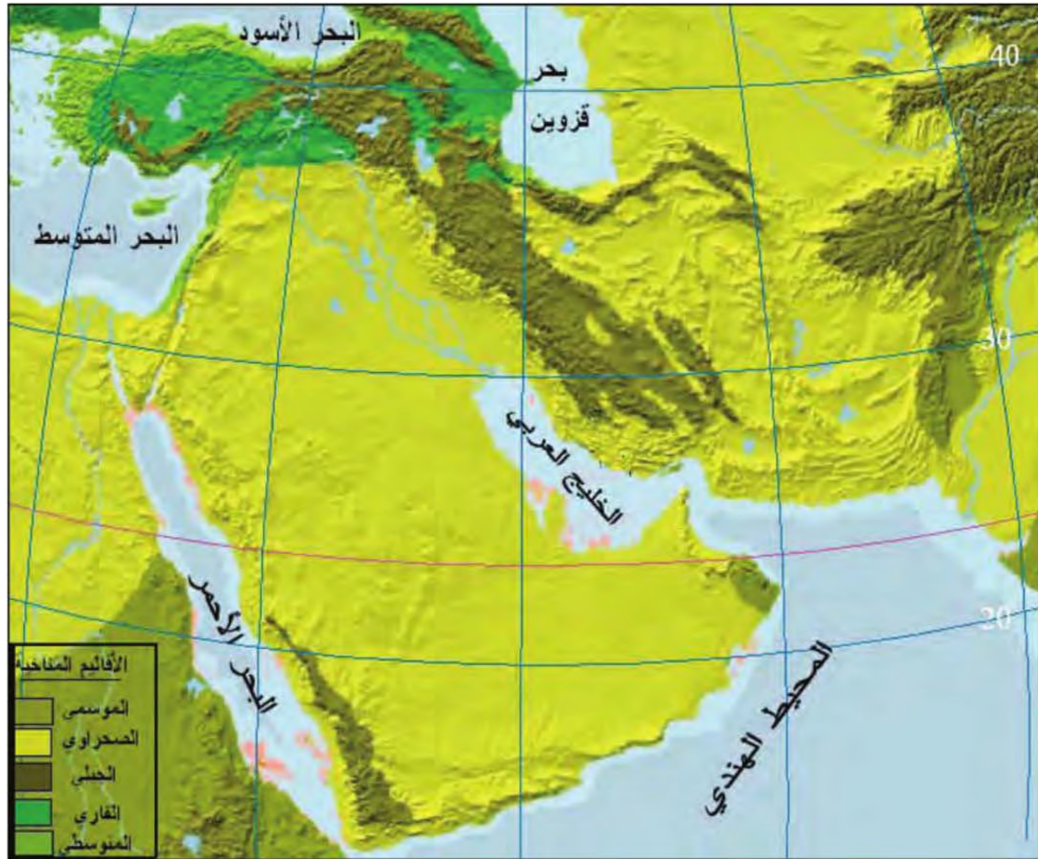 البحر الأسود
40
بحر
قزوين
البحر المتوسط
30
الخليج العربي
20
البحر الأحمر
المحيط الهندي
الأقاليم المناخية
الموسمي
الصحراوي
الجبلي
القاري
المتوسطي